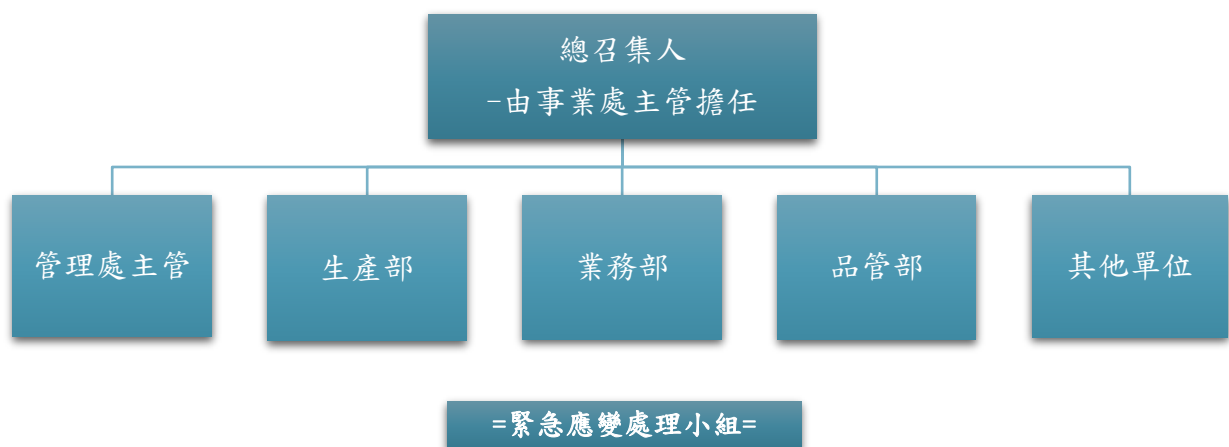 總召集人
-由事業處主管擔任
管理處主管
生產部
業務部
品管部
其他單位
=緊急應變處理小組=